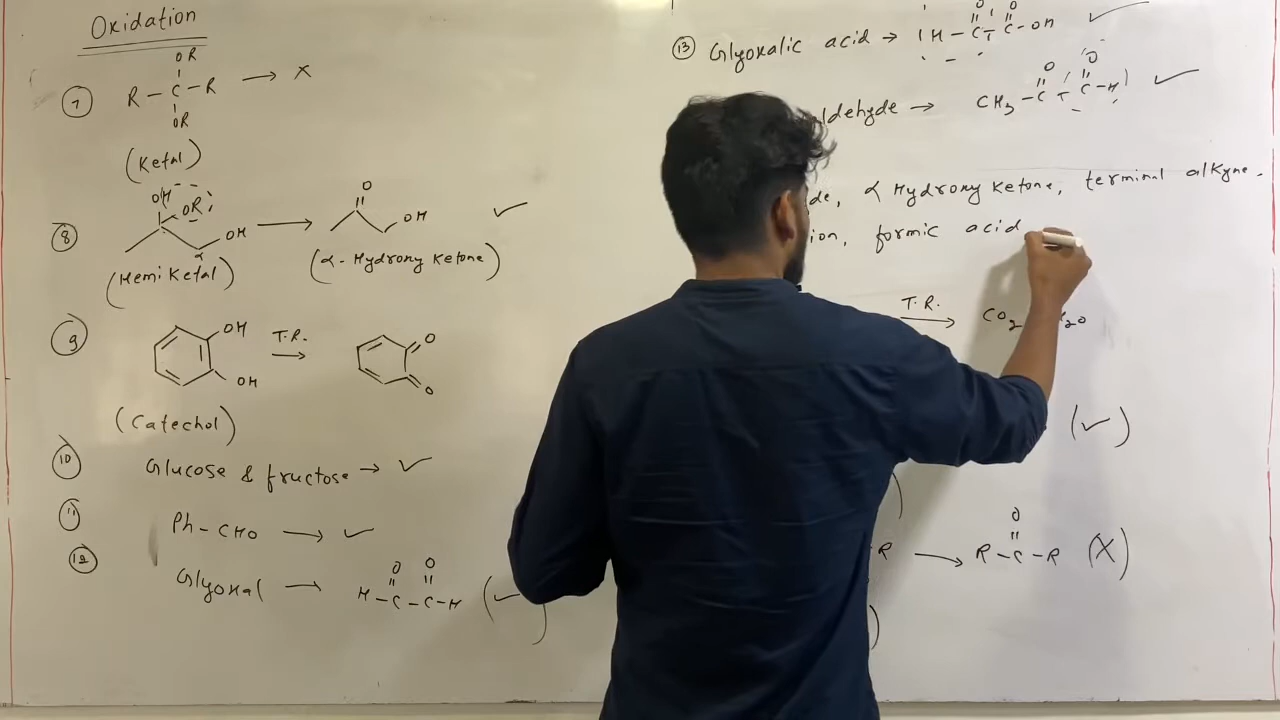 Oxidation
7
OR
R – C – R → X
OR
(Ketal)
8
OH
OR
OH
α
→
O
OH
✓
(Hemi Ketal)
(α - Hydroxy Ketone)
9
OH
OH
T.R.
→
O
O
(Catechol)
10 Glucose & fructose → ✓
11 Ph – CHO → ✓
12 Glyoxal →
O O
H – C – C – H (✓)
13 Glyoxalic acid →
O O
H – C – C – OH ✓
ldehyde →
O O
CH3 – C – C – H ✓
de, α Hydroxy Ketone, terminal alkyne.
ion, formic acid
T.R.
→ CO2 H2O
(✓)
R →
O
R – C – R (X)